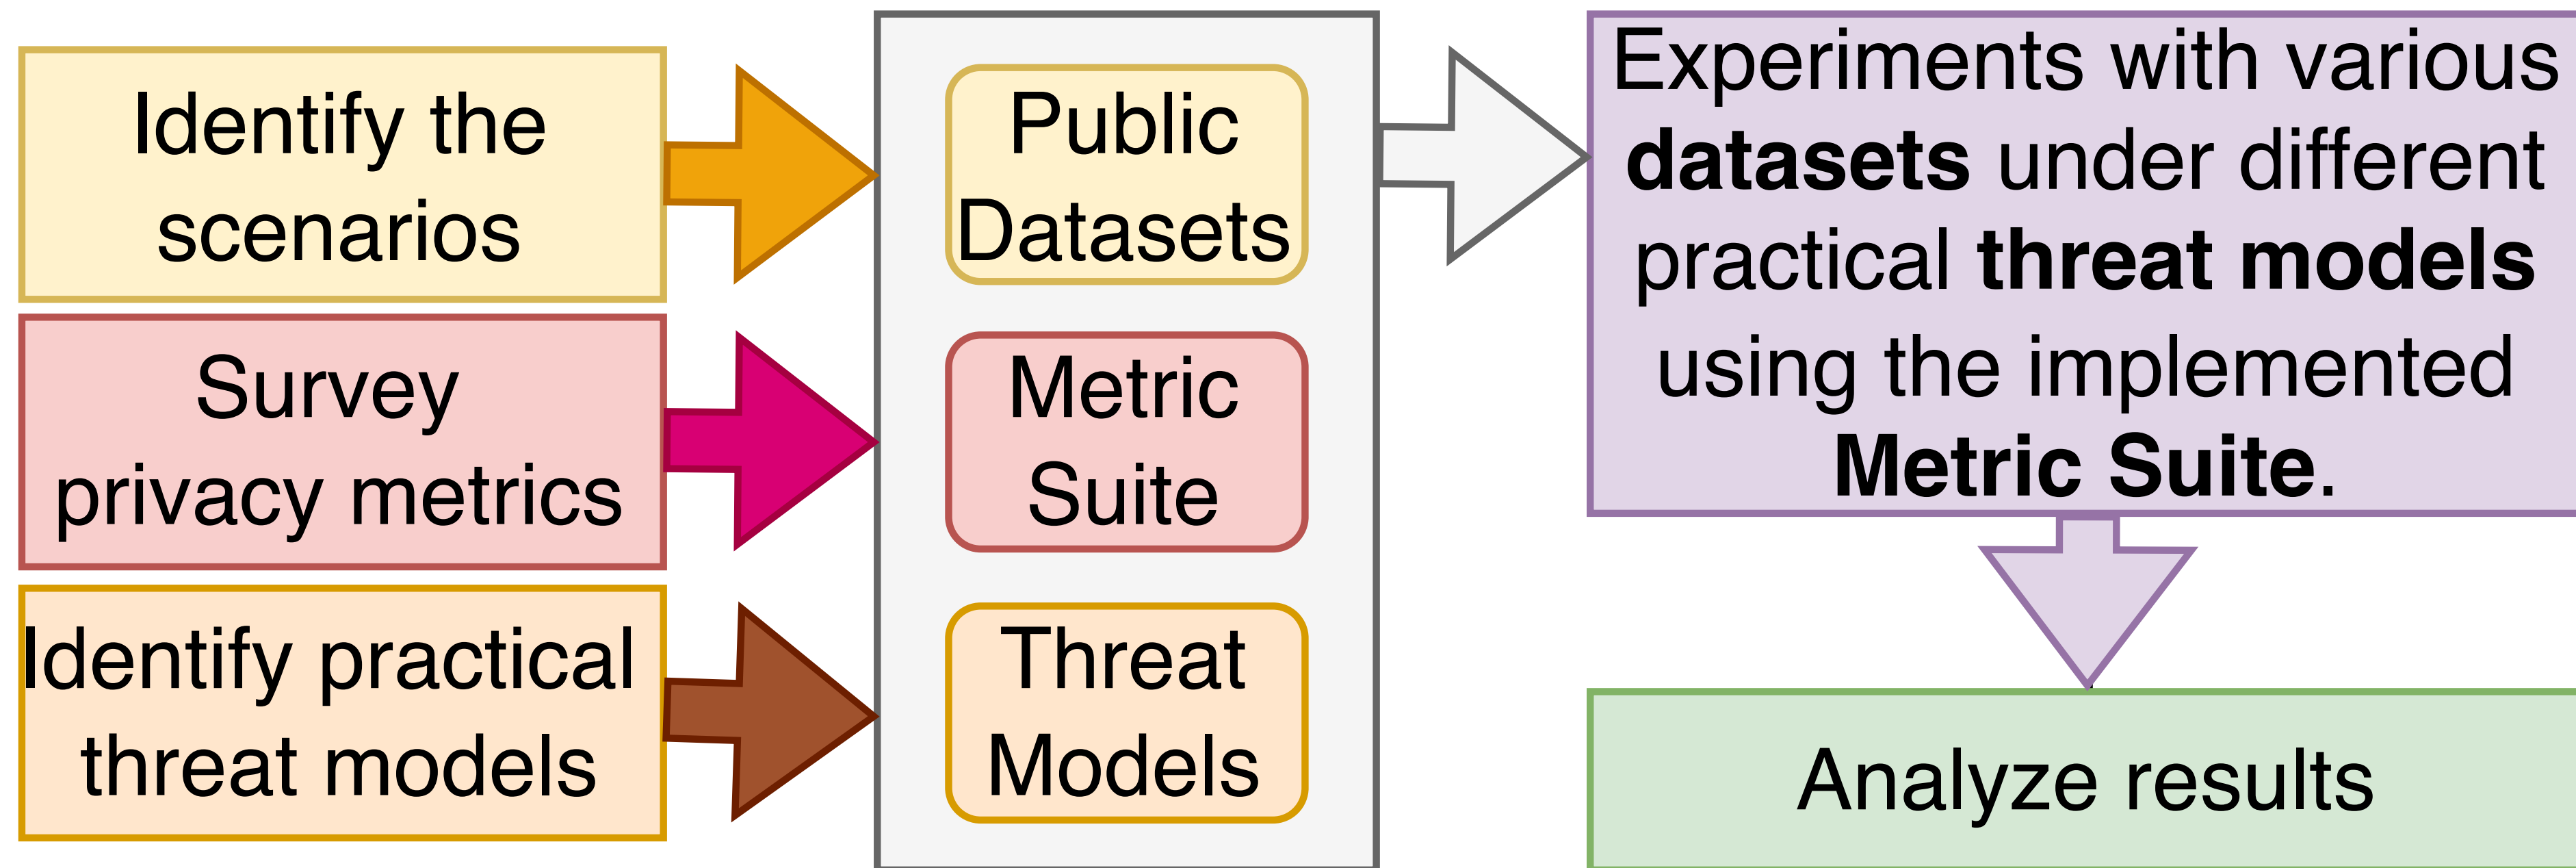 Identify the
scenarios
Survey
privacy metrics
Identify practical
threat models
Public
Datasets
Metric
Suite
Threat
Models
Experiments with various
datasets under different
practical threat models
using the implemented
Metric Suite.
Analyze results